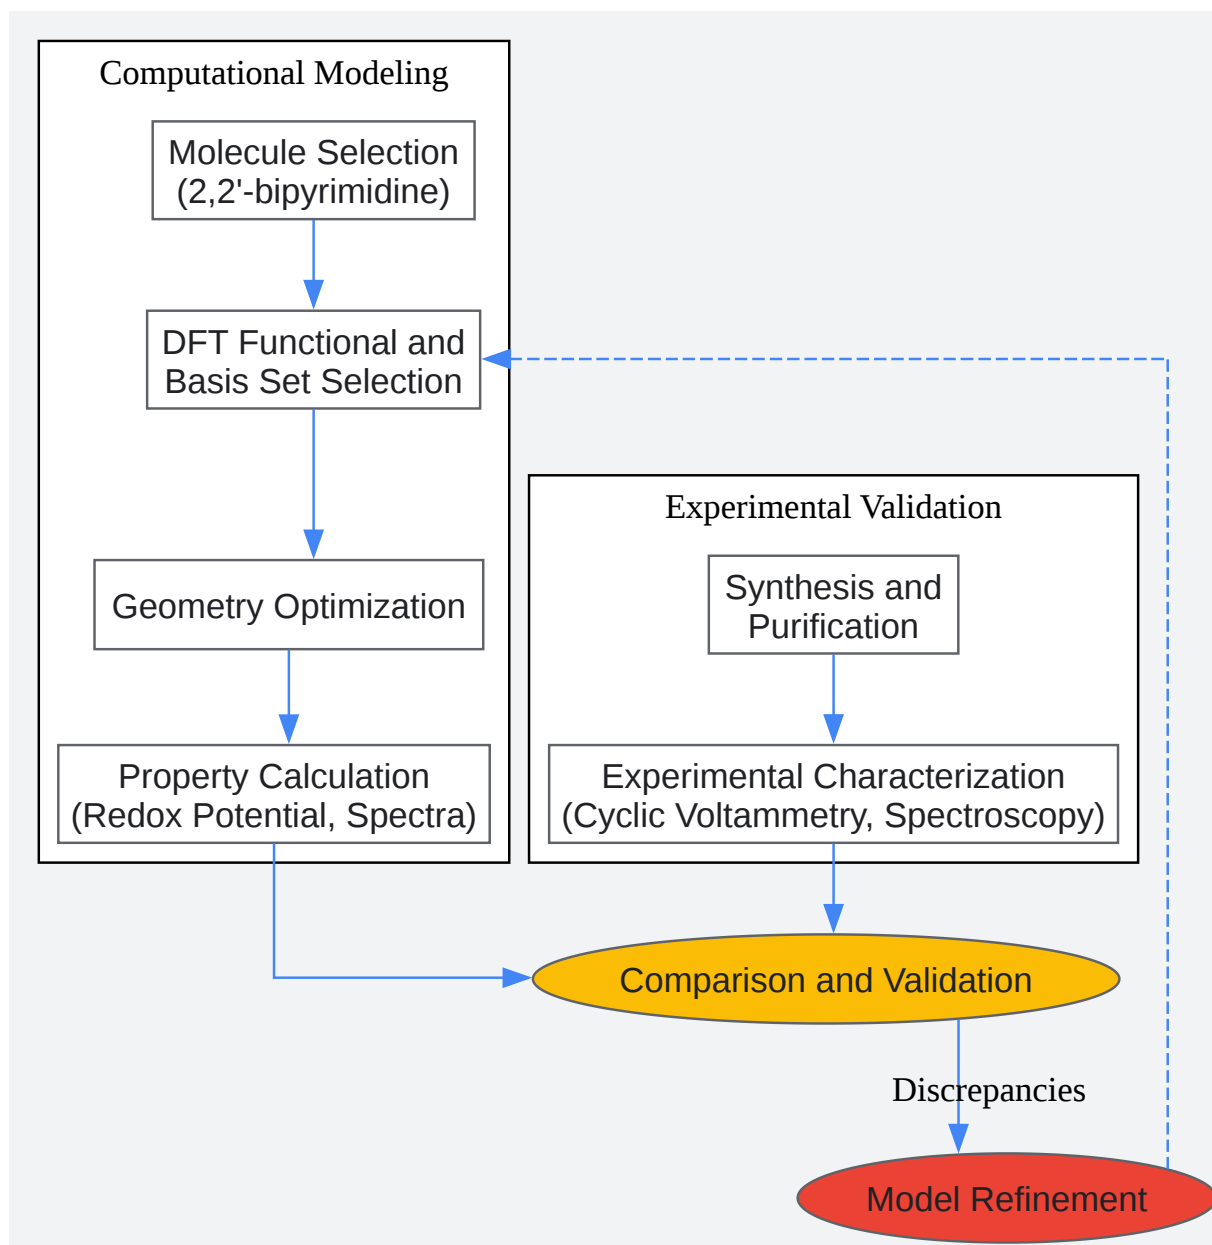 Computational Modeling
Molecule Selection
(2,2'-bipyrimidine)
DFT Functional and
Basis Set Selection
Geometry Optimization
Property Calculation
(Redox Potential, Spectra)
Experimental Validation
Synthesis and
Purification
Experimental Characterization
(Cyclic Voltammetry, Spectroscopy)
Comparison and Validation
Discrepancies
Model Refinement